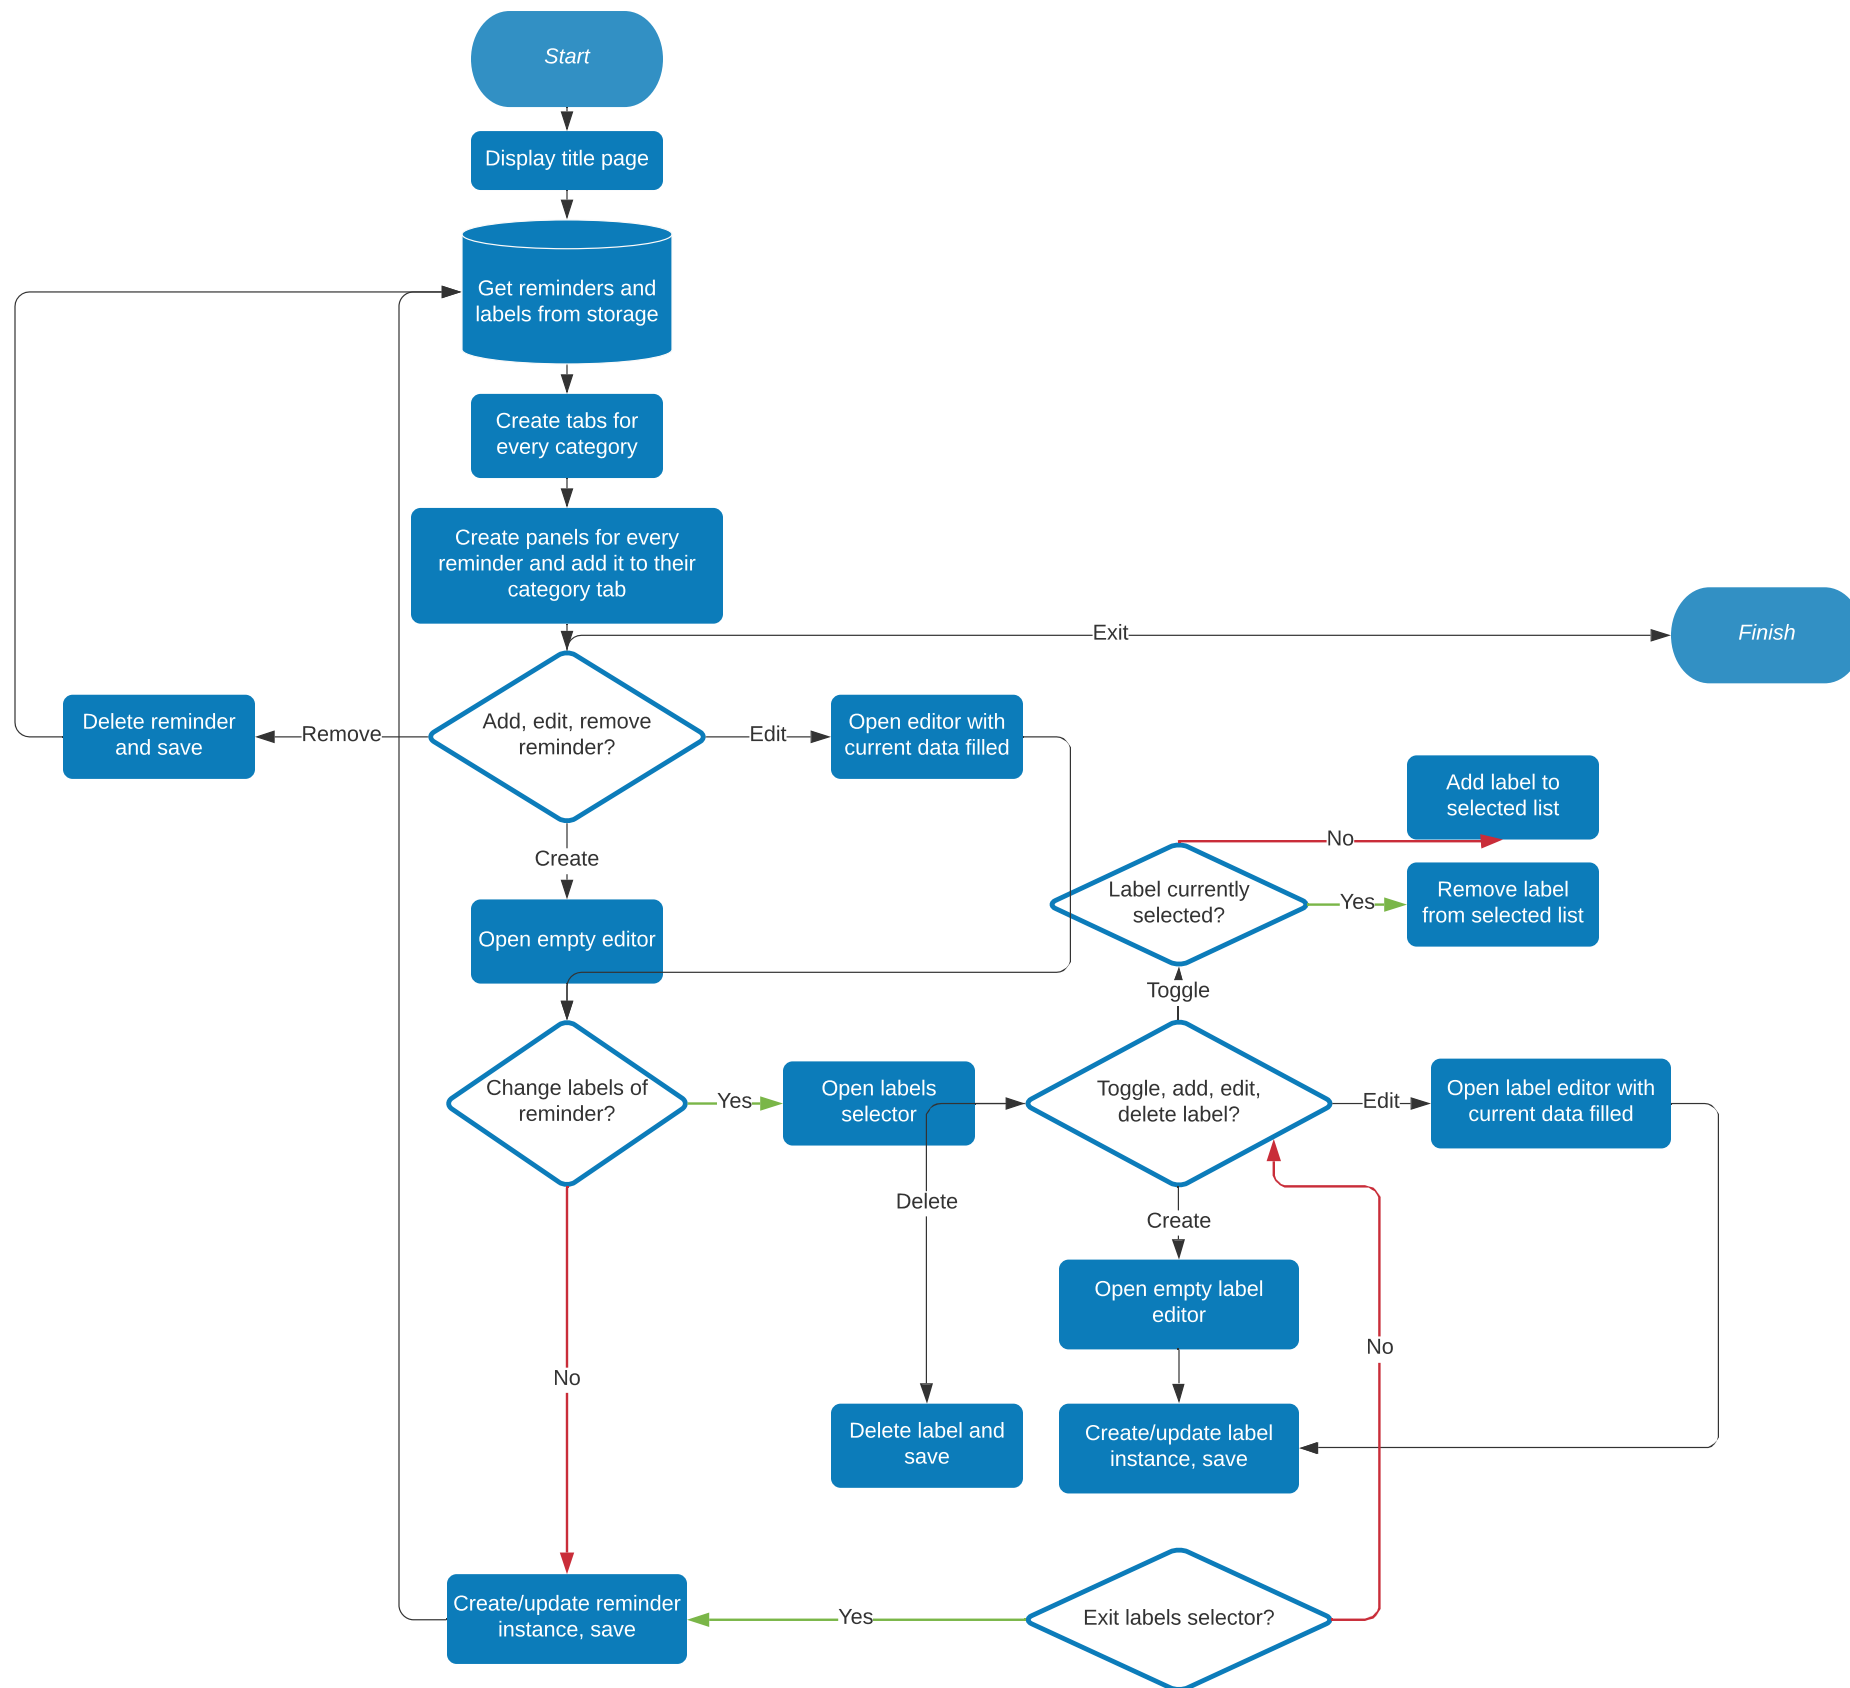 Start
Display title page
Get reminders and
labels from storage
Create tabs for
every category
Create panels for every
reminder and add it to their
category tab
Exit
Finish
Delete reminder
and save
Remove
Add, edit, remove
reminder?
Edit
Open editor with
current data filled
Add label to
selected list
No
Create
Label currently
selected?
Yes
Remove label
from selected list
Open empty editor
Toggle
Change labels of
reminder?
Yes
Open labels
selector
Toggle, add, edit,
delete label?
Edit
Open label editor with
current data filled
Delete
Create
Open empty label
editor
No
No
Delete label and
save
Create/update label
instance, save
Create/update reminder
instance, save
Yes
Exit labels selector?